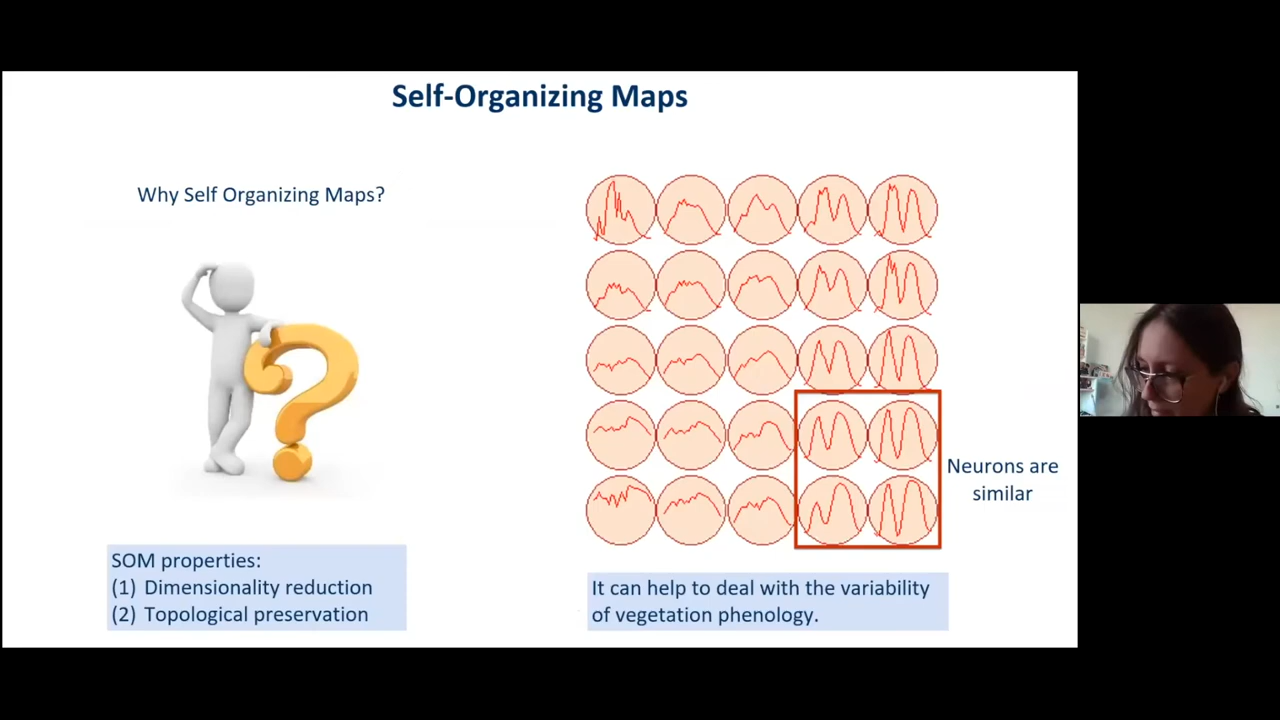 Self-Organizing Maps
Why Self Organizing Maps?
Neurons are
similar
SOM properties:
(1) Dimensionality reduction
(2) Topological preservation
It can help to deal with the variability
of vegetation phenology.